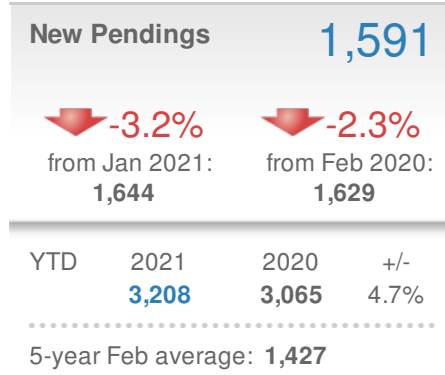 New Pendings 1,591
-3.2% -2.3%
from Jan 2021: from Feb 2020:
1,644 1,629
YTD 2021 2020 +/-
3,208 3,065 4.7%
5-year Feb average: 1,427